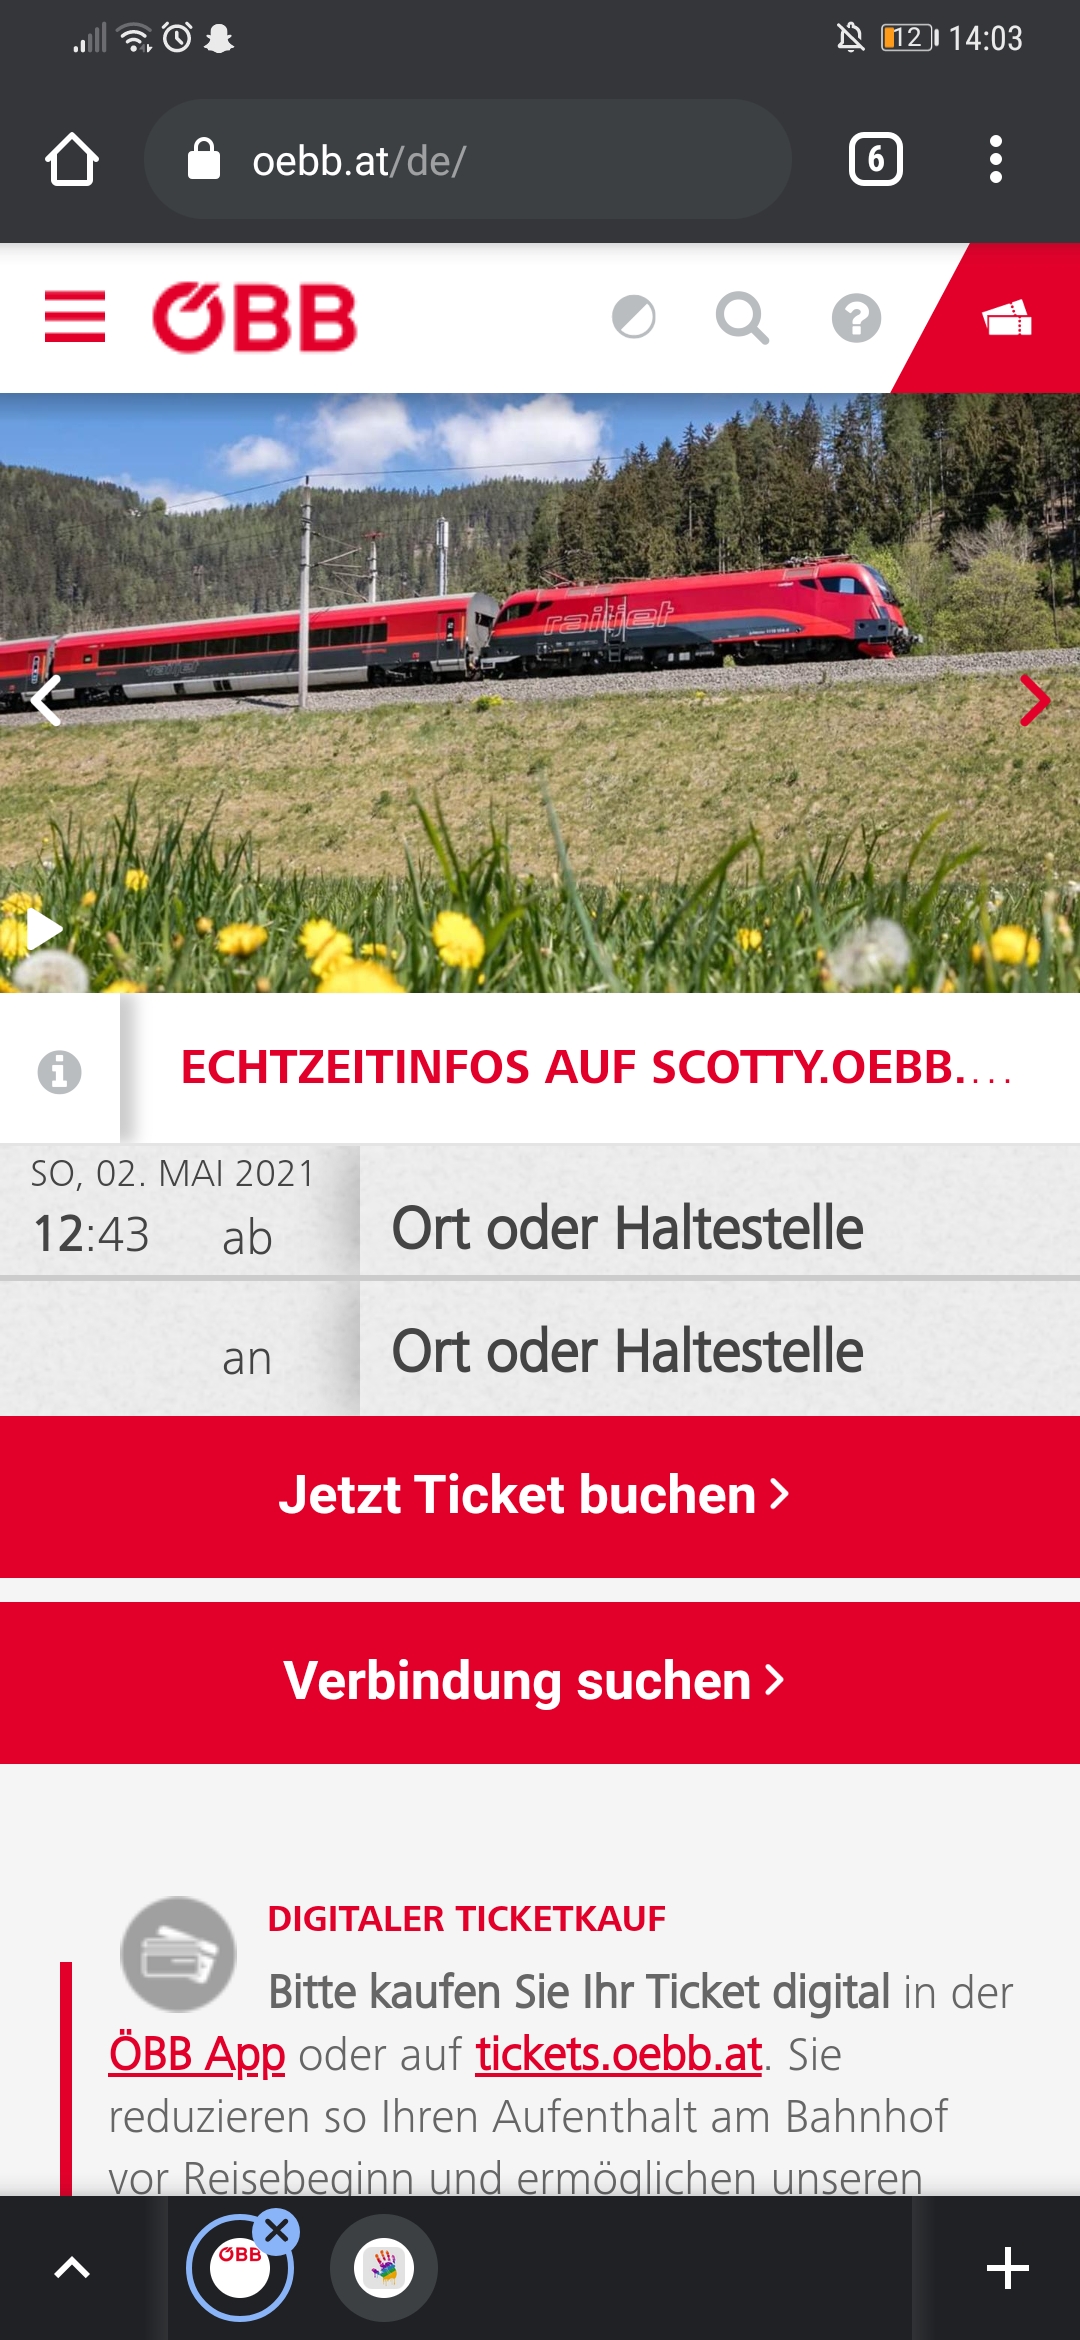 12 14:03
oebb.at/de/ 6
ÖBB
railjet
railjet
ECHTZEITINFOS AUF SCOTTY.OEBB....
SO, 02. MAI 2021
12:43 ab Ort oder Haltestelle
an Ort oder Haltestelle
Jetzt Ticket buchen
Verbindung suchen
DIGITALER TICKETKAUF
Bitte kaufen Sie Ihr Ticket digital in der
ÖBB App oder auf tickets.oebb.at. Sie
reduzieren so Ihren Aufenthalt am Bahnhof
vor Reisebeginn und ermöglichen unseren
ÖBB